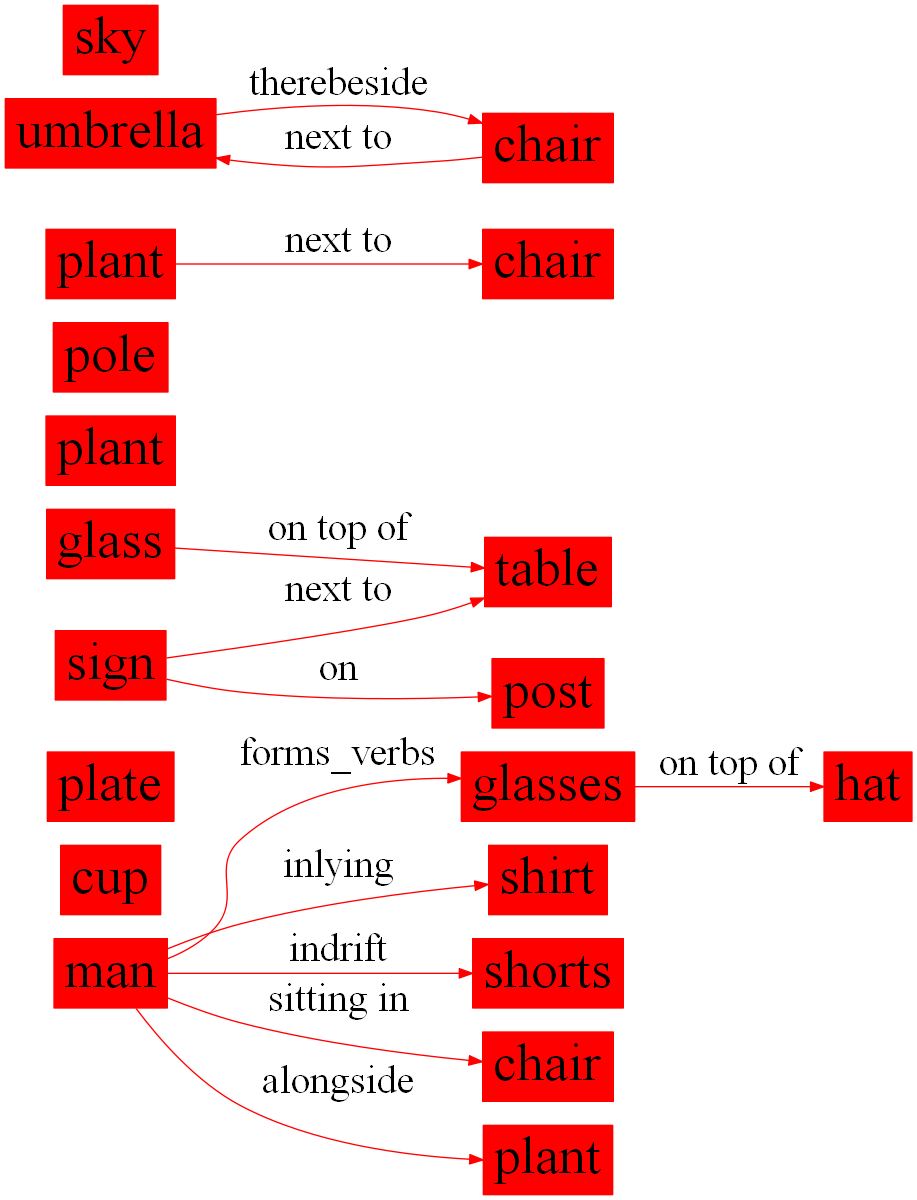 sky
therebeside
umbrella
next to
chair
next to
plant
chair
pole
plant
glass
on top of
table
next to
sign
on
post
forms_verbs
on top of
plate
glasses
hat
inlying
cup
shirt
indrift
man
shorts
sitting in
chair
alongside
plant